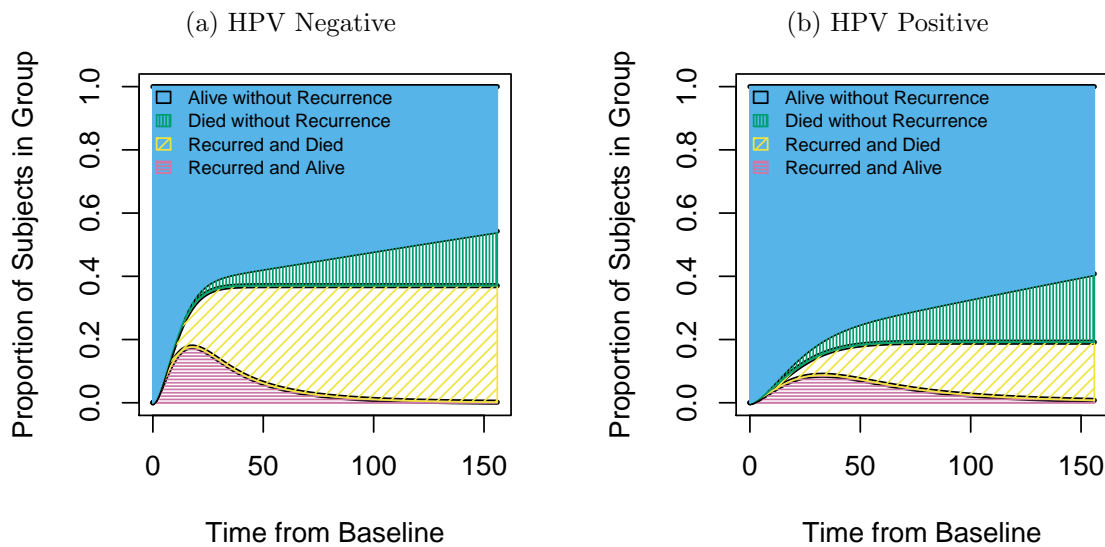 (a) HPV Negative
Proportion of Subjects in Group
1.0
0.8
0.6
0.4
0.2
0.0
Alive without Recurrence
Died without Recurrence
Recurred and Died
Recurred and Alive
0 50 100 150
Time from Baseline
(b) HPV Positive
Proportion of Subjects in Group
1.0
0.8
0.6
0.4
0.2
0.0
Alive without Recurrence
Died without Recurrence
Recurred and Died
Recurred and Alive
0 50 100 150
Time from Baseline